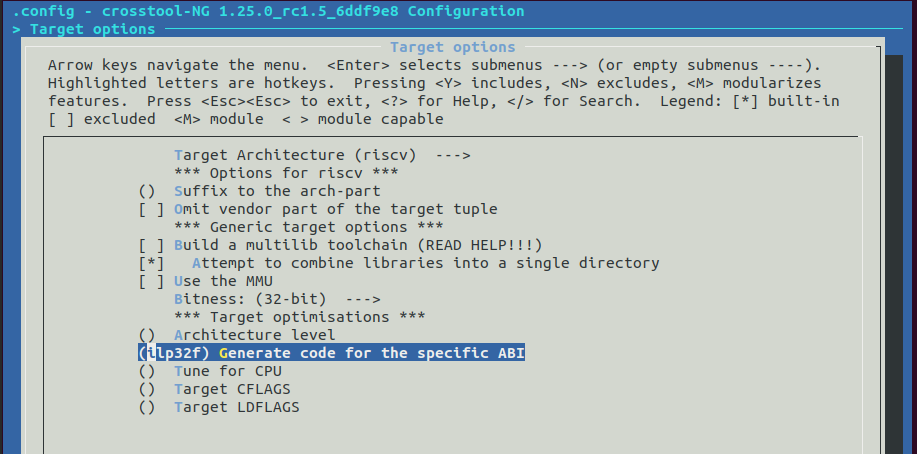 .config - crosstool-NG 1.25.0_rc1.5_6ddf9e8 Configuration
> Target options
Target options
Arrow keys navigate the menu.  <Enter> selects submenus ---> (or empty submenus ----).
Highlighted letters are hotkeys.  Pressing <Y> includes, <N> excludes, <M> modularizes
features.  Press <Esc><Esc> to exit, <?> for Help, </> for Search.  Legend: [*] built-in
[ ] excluded  <M> module  < > module capable
Target Architecture (riscv)  --->
*** Options for riscv ***
()  Suffix to the arch-part
[ ] Omit vendor part of the target tuple
*** Generic target options ***
[ ] Build a multilib toolchain (READ HELP!!!)
[*]   Attempt to combine libraries into a single directory
[ ] Use the MMU
Bitness: (32-bit)  --->
*** Target optimisations ***
()  Architecture level
(ilp32f) Generate code for the specific ABI
()  Tune for CPU
()  Target CFLAGS
()  Target LDFLAGS